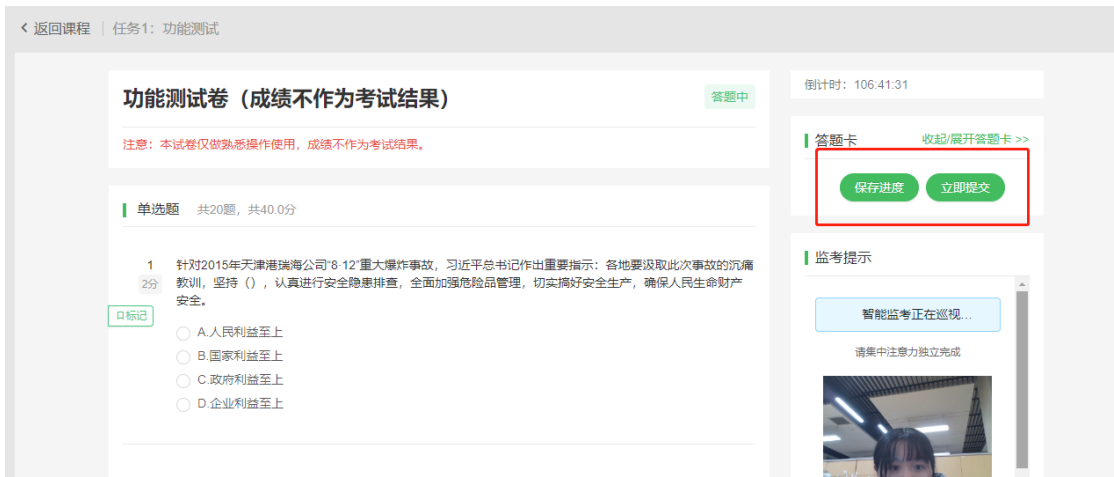 < 返回课程 任务1：功能测试
功能测试卷（成绩不作为考试结果）
答题中
注意：本试卷仅做熟悉操作使用，成绩不作为考试结果。
单选题 共20题，共40.0分
1
2分
口标记
针对2015年天津港瑞海公司“8·12”重大爆炸事故，习近平总书记作出重要指示：各地要汲取此次事故的沉痛
教训，坚持（），认真进行安全隐患排查，全面加强危险品管理，切实搞好安全生产，确保人民生命财产
安全。
A.人民利益至上
B.国家利益至上
C.政府利益至上
D.企业利益至上
倒计时：106:41:31
答题卡 收起/展开答题卡 >>
保存进度 立即提交
监考提示
智能监考正在巡视...
请集中注意力独立完成